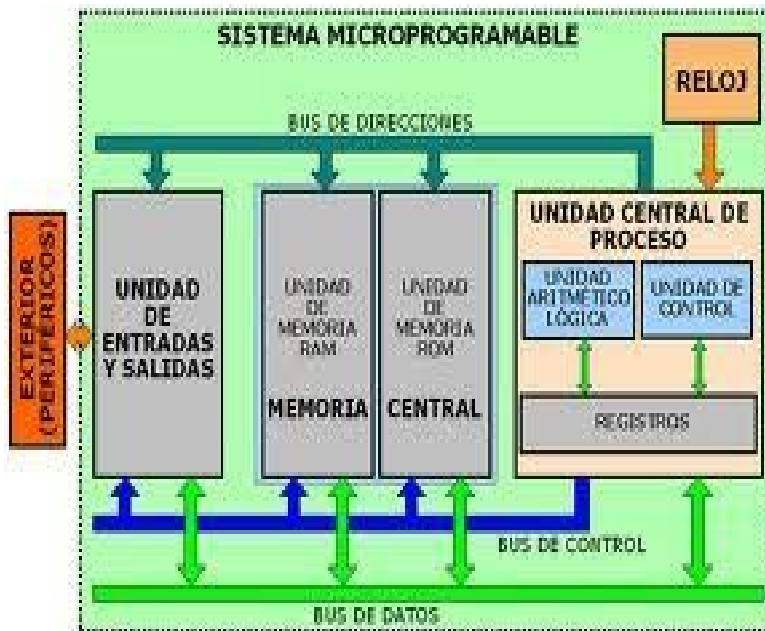 SISTEMA MICROPROGRAMABLE
RELOJ
BUS DE DIRECCIONES
EXTERIOR
(PERIFÉRICOS)
UNIDAD
DE
ENTRADAS
Y SALIDAS
UNIDAD
DE
MEMORIA
RAM
UNIDAD
DE
MEMORIA
ROM
MEMORIA CENTRAL
UNIDAD CENTRAL DE
PROCESO
UNIDAD
ARITMÉTICO
LÓGICA
UNIDAD DE
CONTROL
REGISTROS
BUS DE CONTROL
BUS DE DATOS